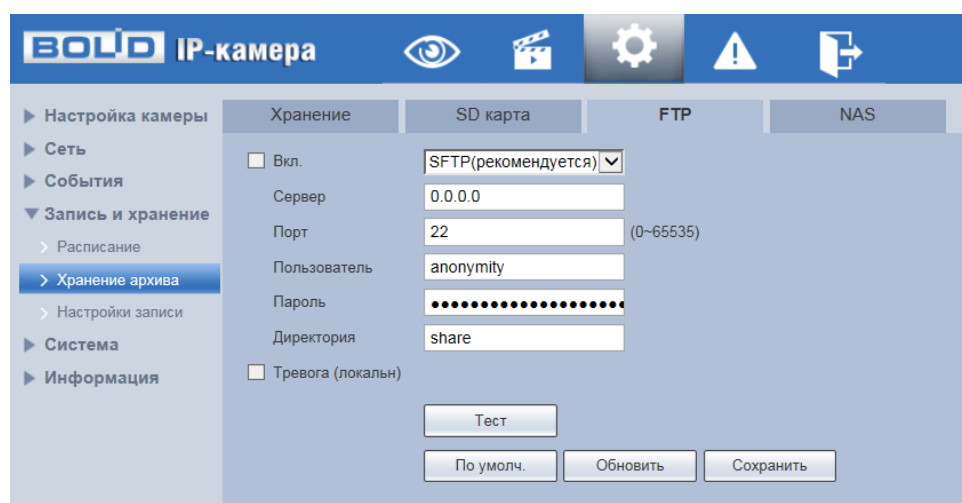 BOLID IP-камера
Настройка камеры
Сеть
События
Запись и хранение
Расписание
Хранение архива
Настройки записи
Система
Информация
Хранение SD карта FTP NAS
Вкл. SFTP(рекомендуется)
Сервер 0.0.0.0
Порт 22 (0~65535)
Пользователь anonymity
Пароль ●●●●●●●●●●●●●●●●●●●●
Директория share
Тревога (локальн)
Тест
По умолч. Обновить Сохранить